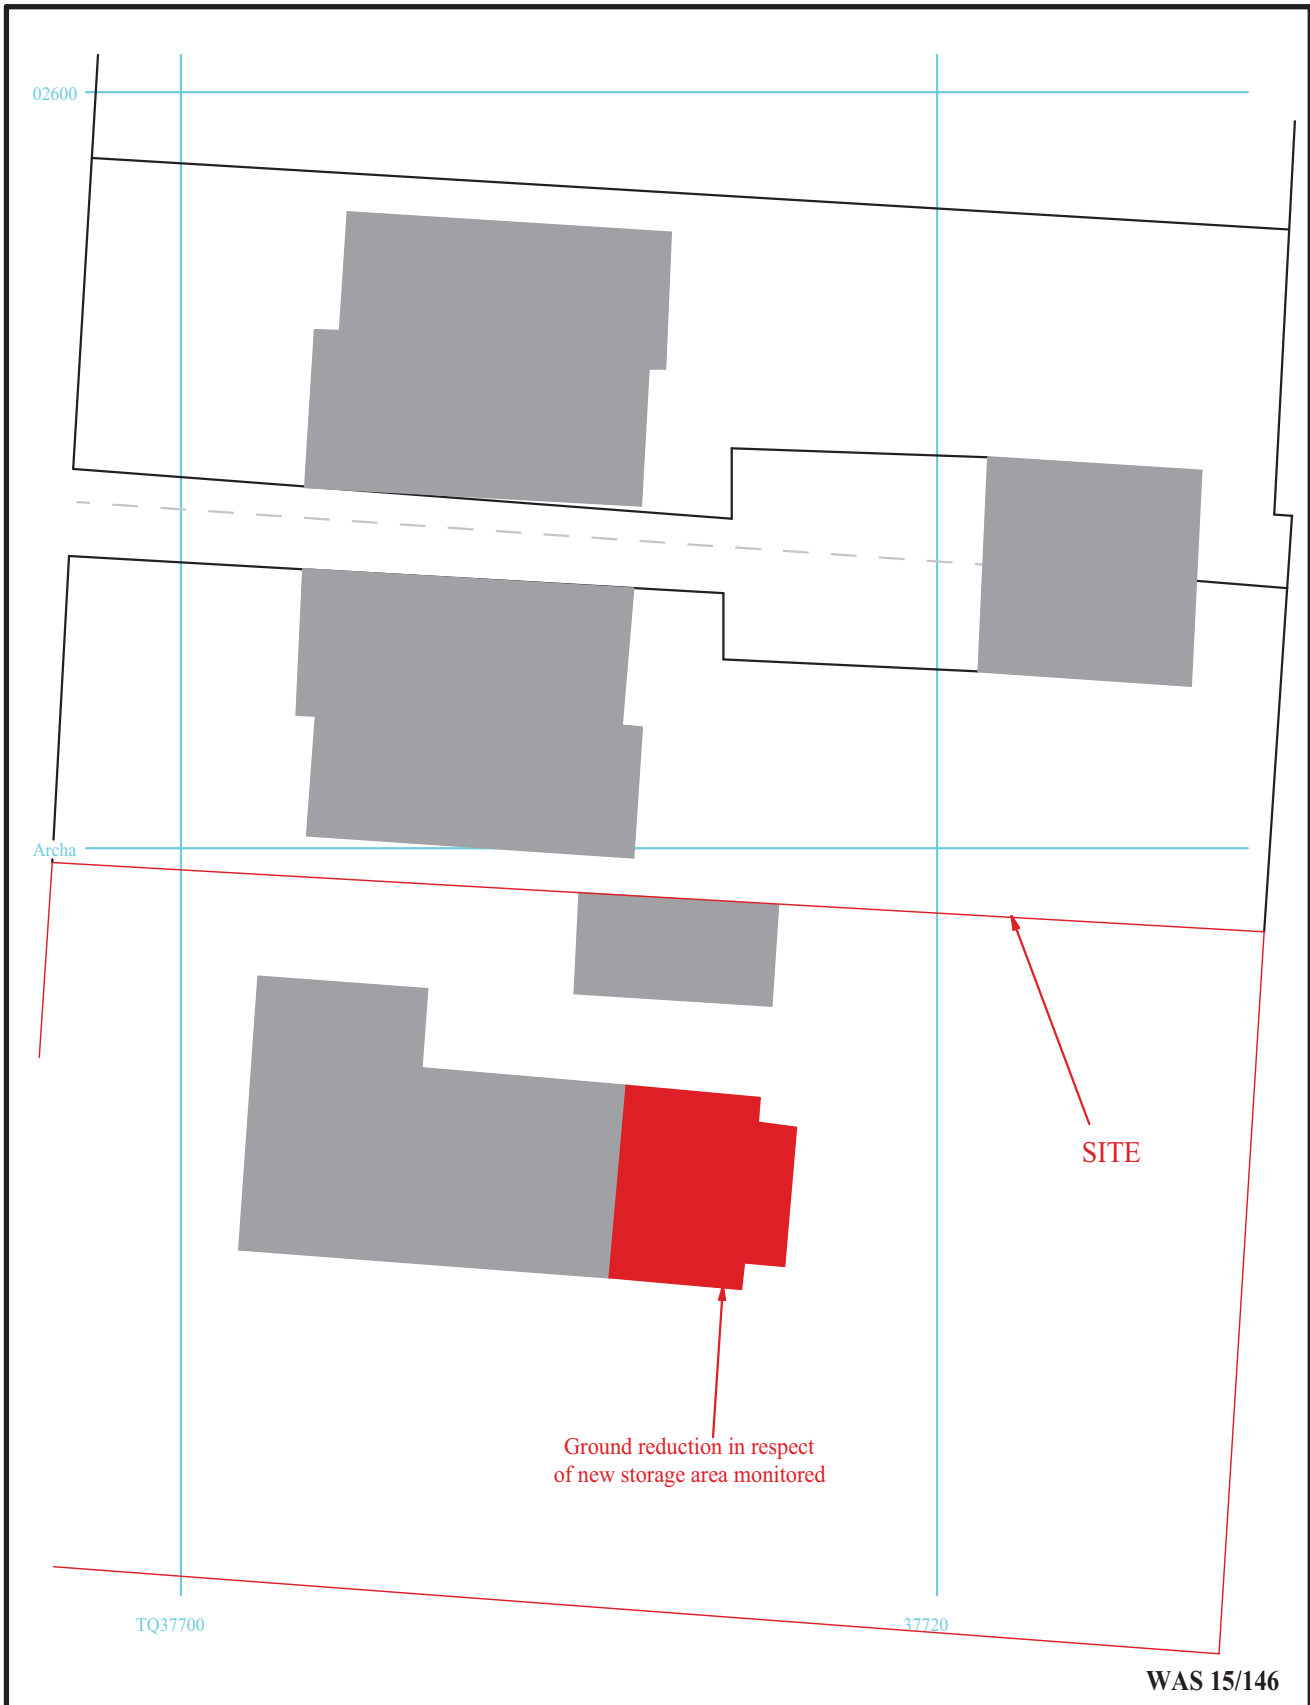 02600
Archa
SITE
Ground reduction in respect
of new storage area monitored
TQ37700
37720
WAS 15/146